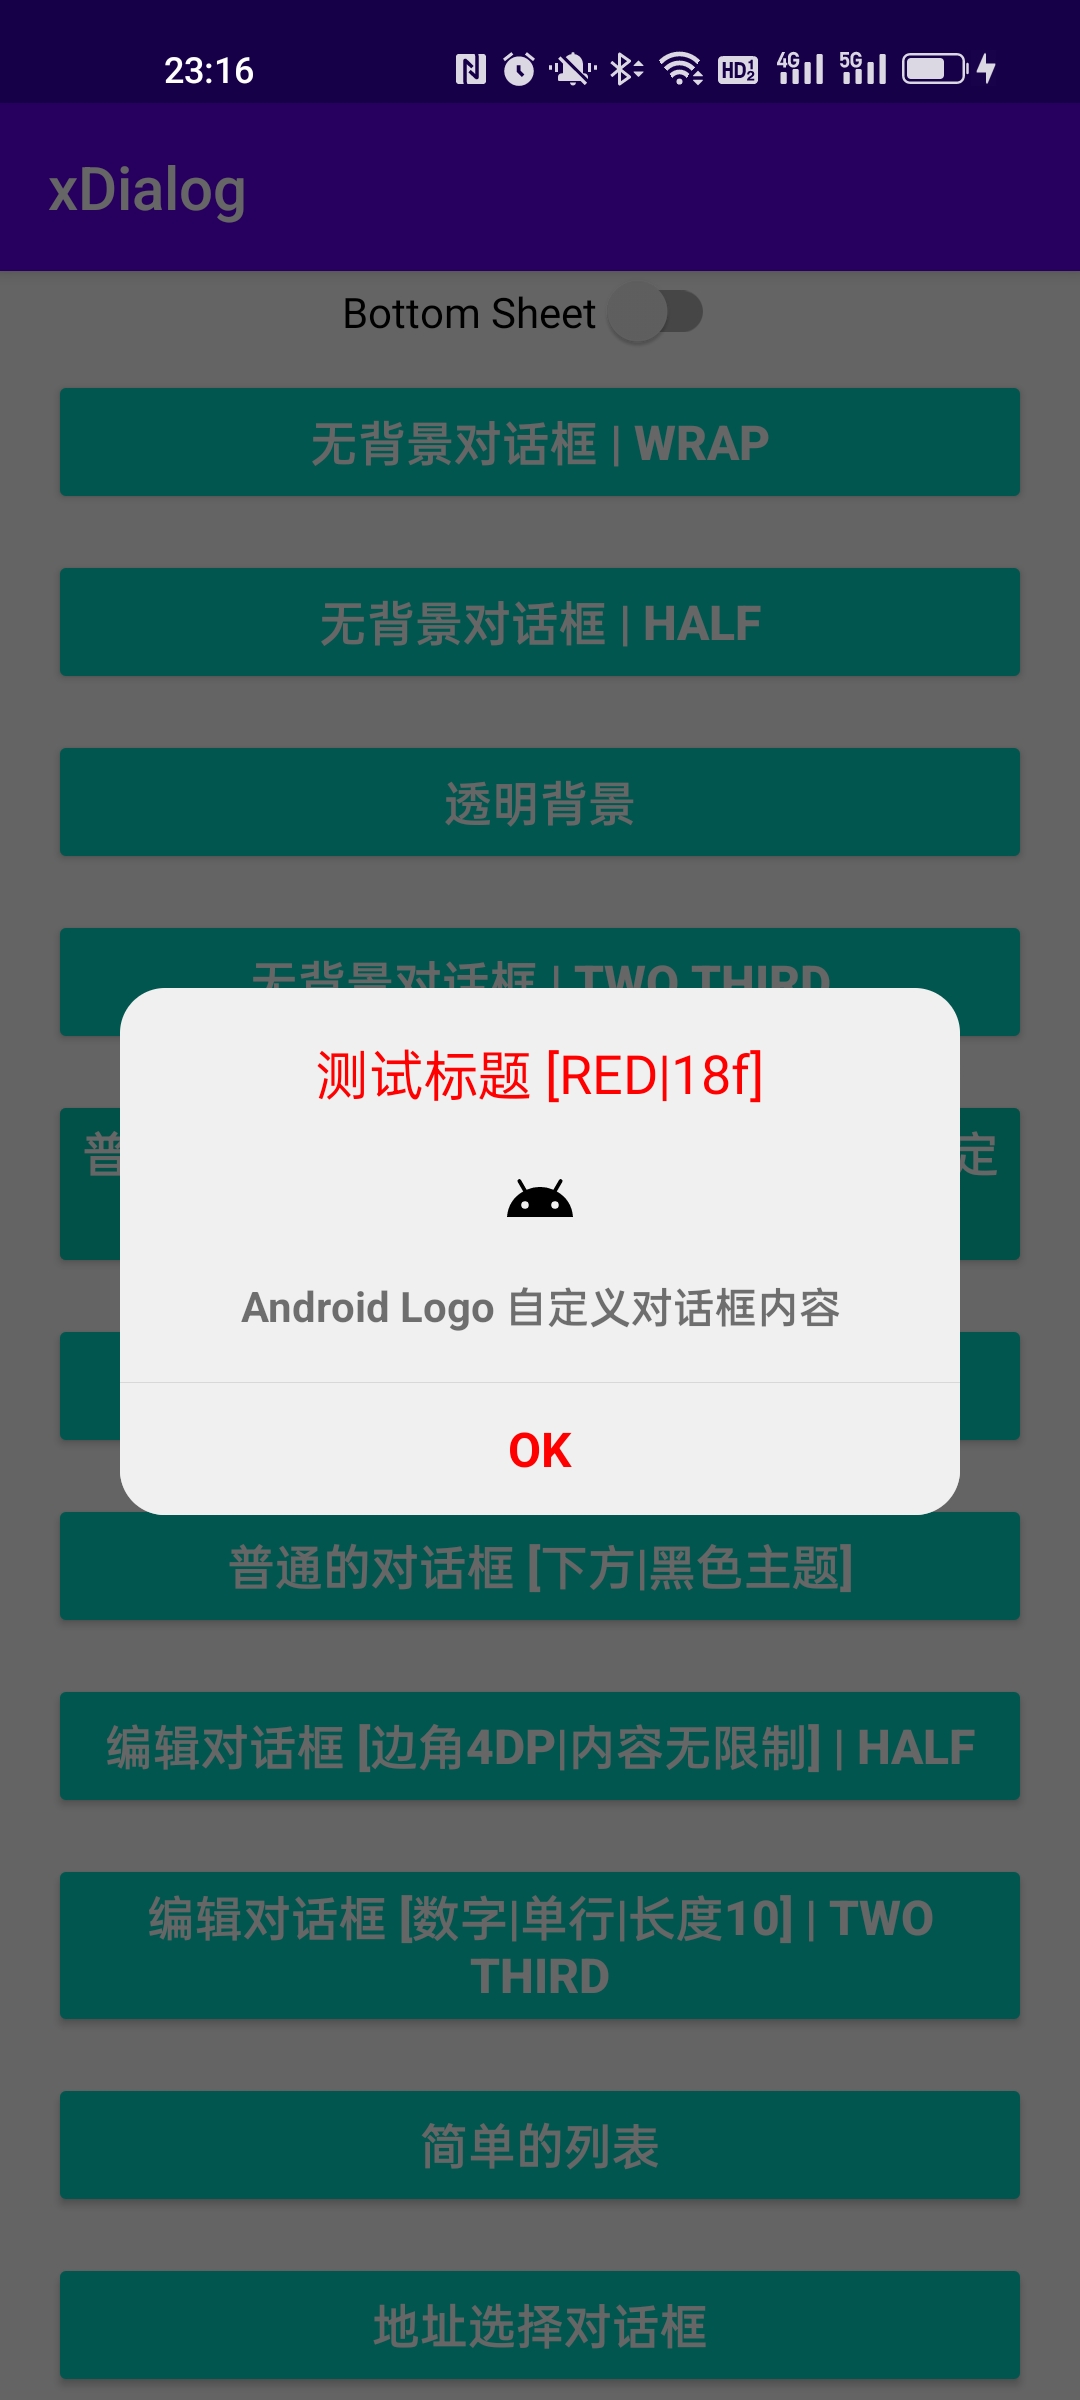 23:16
HD 1 2 4G 5G
xDialog
Bottom Sheet
无背景对话框 | WRAP
无背景对话框 | HALF
透明背景
无背景对话框 | TWO THIRD
普
定
测试标题 [RED|18f]
Android Logo 自定义对话框内容
OK
普通的对话框 [下方|黑色主题]
编辑对话框 [边角4DP|内容无限制] | HALF
编辑对话框 [数字|单行|长度10] | TWO
THIRD
简单的列表
地址选择对话框